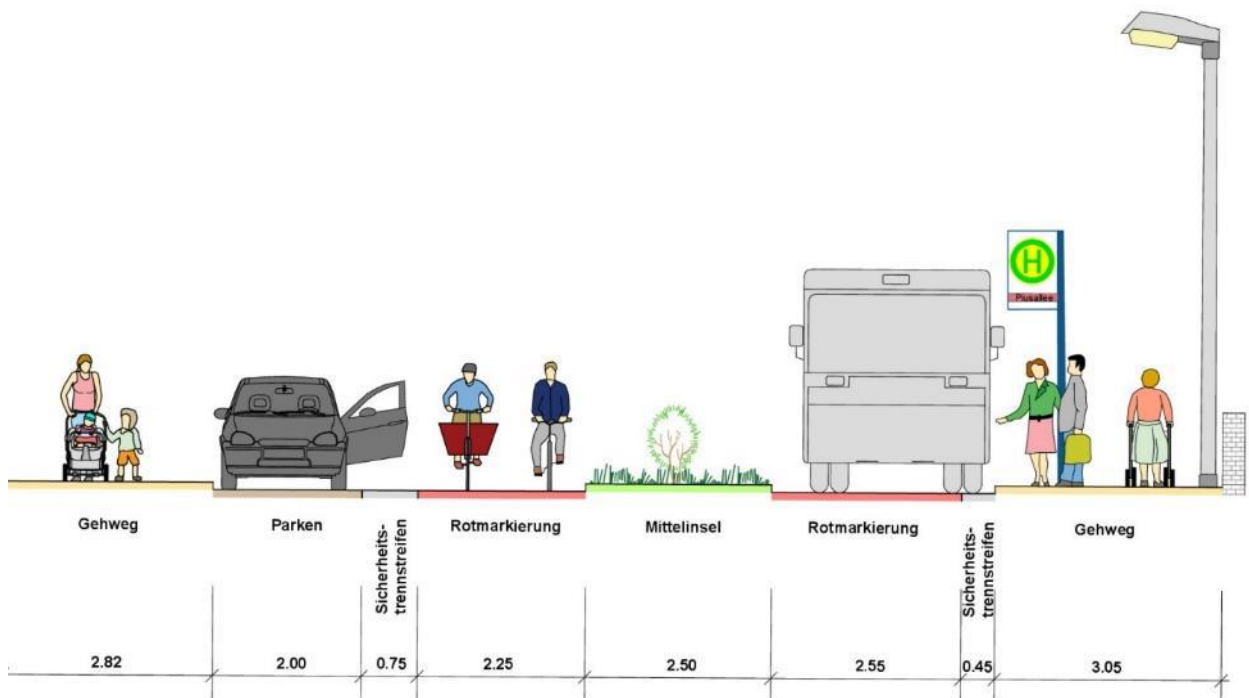 H
Piusallee
Gehweg
Parken
Sicherheits-
trennstreifen
Rotmarkierung
Mittelinsel
Rotmarkierung
Sicherheits-
trennstreifen
Gehweg
2.82
2.00
0.75
2.25
2.50
2.55
0.45
3.05